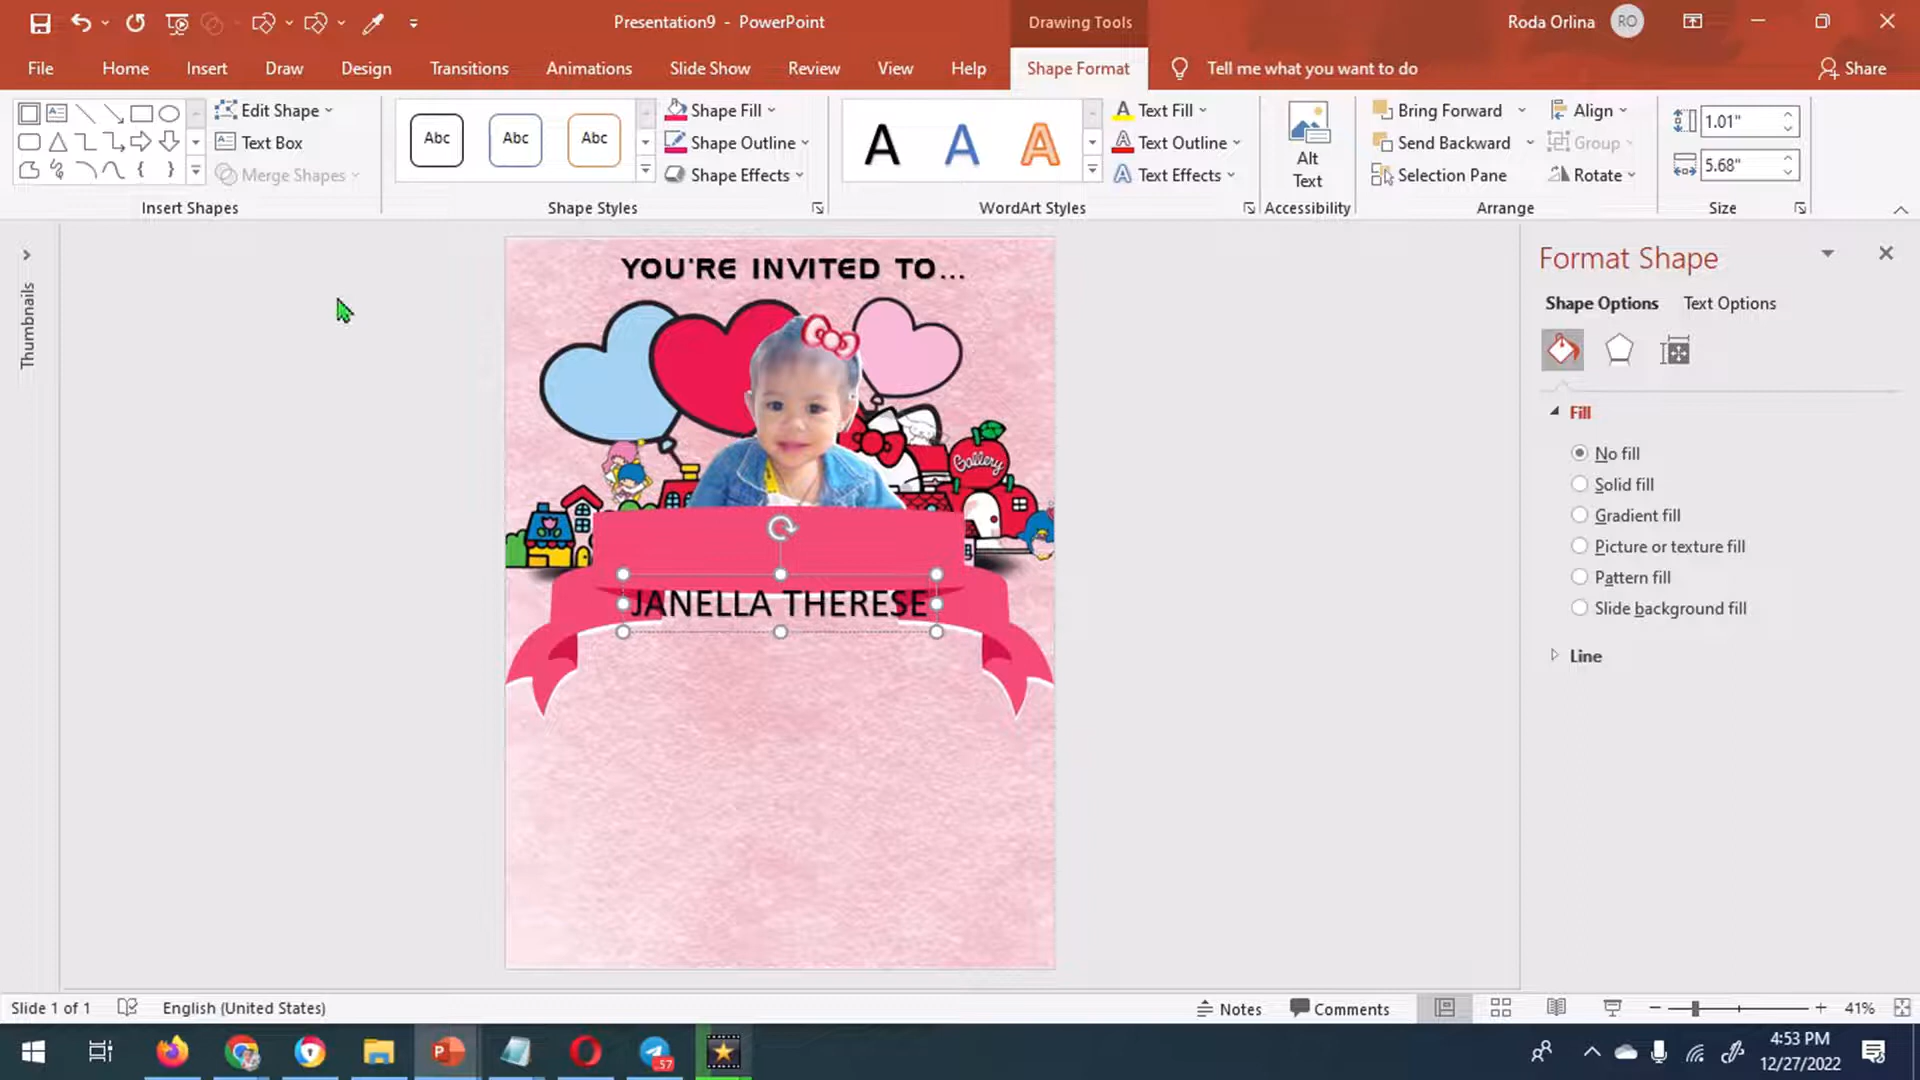 Presentation9 - PowerPoint
Drawing Tools
Roda Orlina
RO
File
Home
Insert
Draw
Design
Transitions
Animations
Slide Show
Review
View
Help
Shape Format
Tell me what you want to do
Share
Edit Shape
Text Box
Merge Shapes
Insert Shapes
Abc
Abc
Abc
Shape Fill
Shape Outline
Shape Effects
Shape Styles
A
A
A
Text Fill
Text Outline
Text Effects
WordArt Styles
Alt
Text
Accessibility
Bring Forward
Send Backward
Selection Pane
Align
Group
Rotate
Arrange
1.01"
5.68"
Size
Thumbnails
YOU'RE INVITED TO...
Gallery
JANELLA THERESE
Format Shape
Shape Options
Text Options
Fill
No fill
Solid fill
Gradient fill
Picture or texture fill
Pattern fill
Slide background fill
Line
Slide 1 of 1
English (United States)
Notes
Comments
41%
57
4:53 PM
12/27/2022